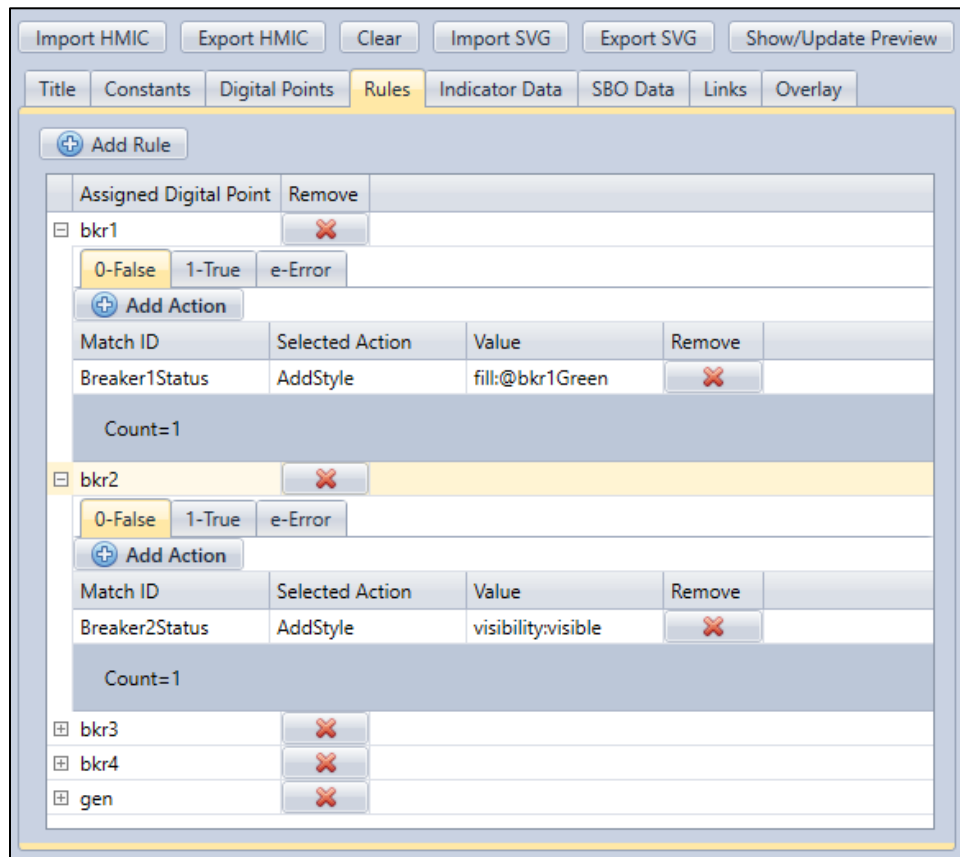 Import HMIC Export HMIC Clear Import SVG Export SVG Show/Update Preview
Title Constants Digital Points Rules Indicator Data SBO Data Links Overlay
Add Rule
Assigned Digital Point Remove
bkr1
0-False 1-True e-Error
Add Action
Match ID Selected Action Value Remove
Breaker1Status AddStyle fill:@bkr1Green
Count=1
bkr2
0-False 1-True e-Error
Add Action
Match ID Selected Action Value Remove
Breaker2Status AddStyle visibility:visible
Count=1
bkr3
bkr4
gen